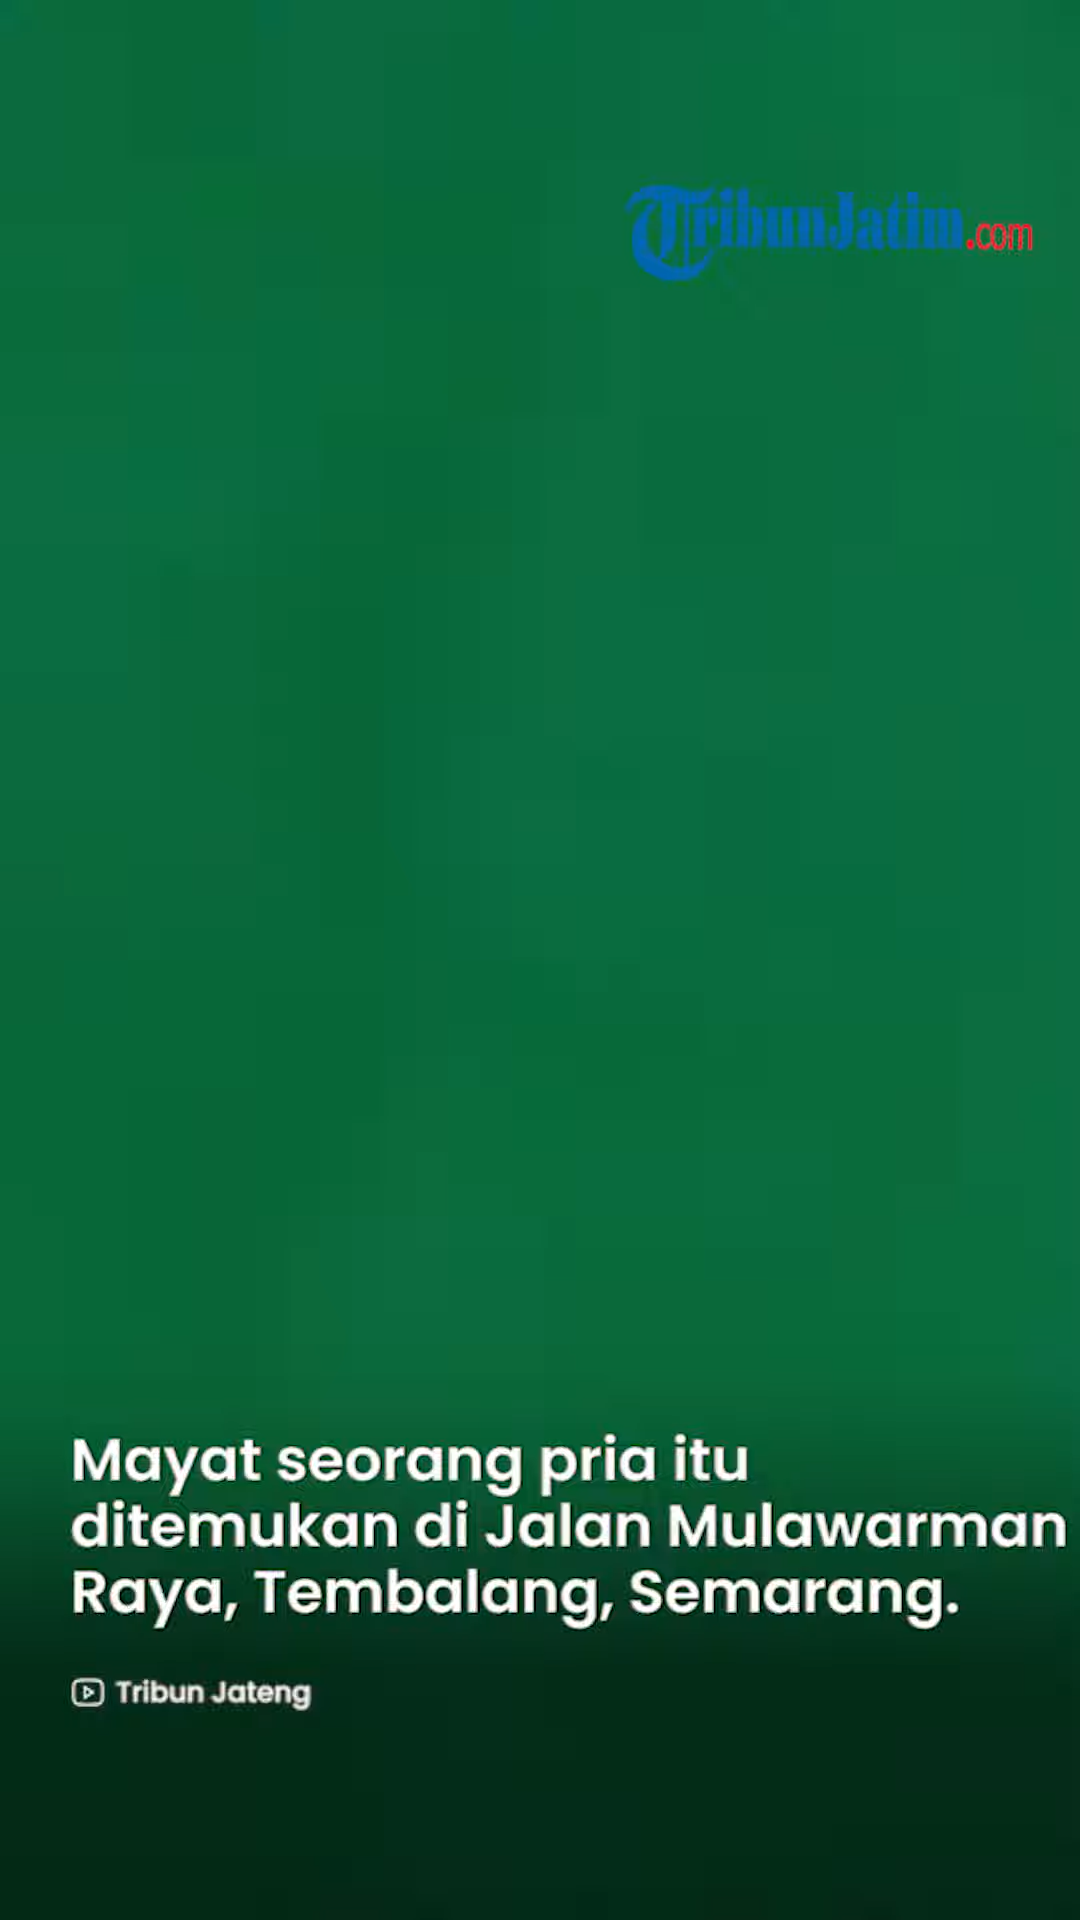 TribunJatim.com
Mayat seorang pria itu
ditemukan di Jalan Mulawarman
Raya, Tembalang, Semarang.
Tribun Jateng